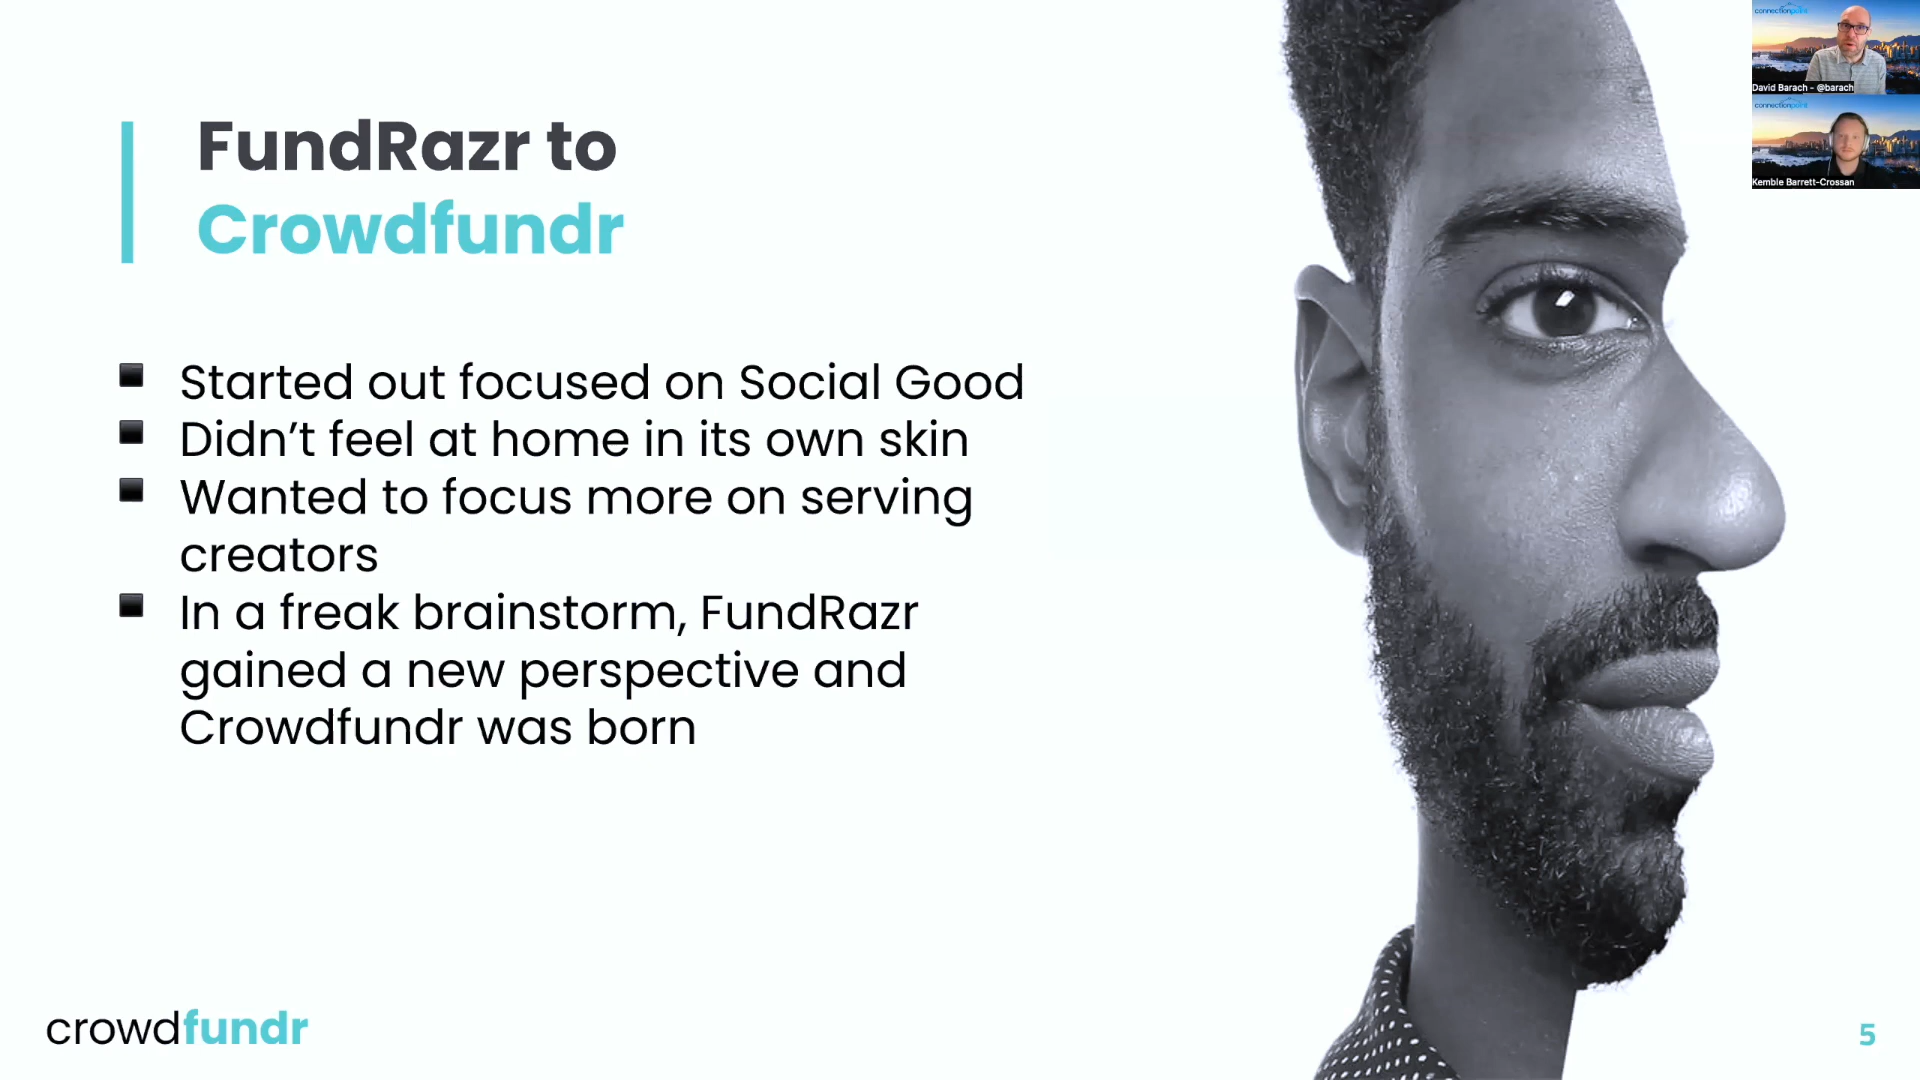 connectionpoint
David Barach - @barach
connectionpoint
Kemble Barrett-Crossan
FundRazr to
Crowdfundr
Started out focused on Social Good
Didn’t feel at home in its own skin
Wanted to focus more on serving
creators
In a freak brainstorm, FundRazr
gained a new perspective and
Crowdfundr was born
crowdfundr
5